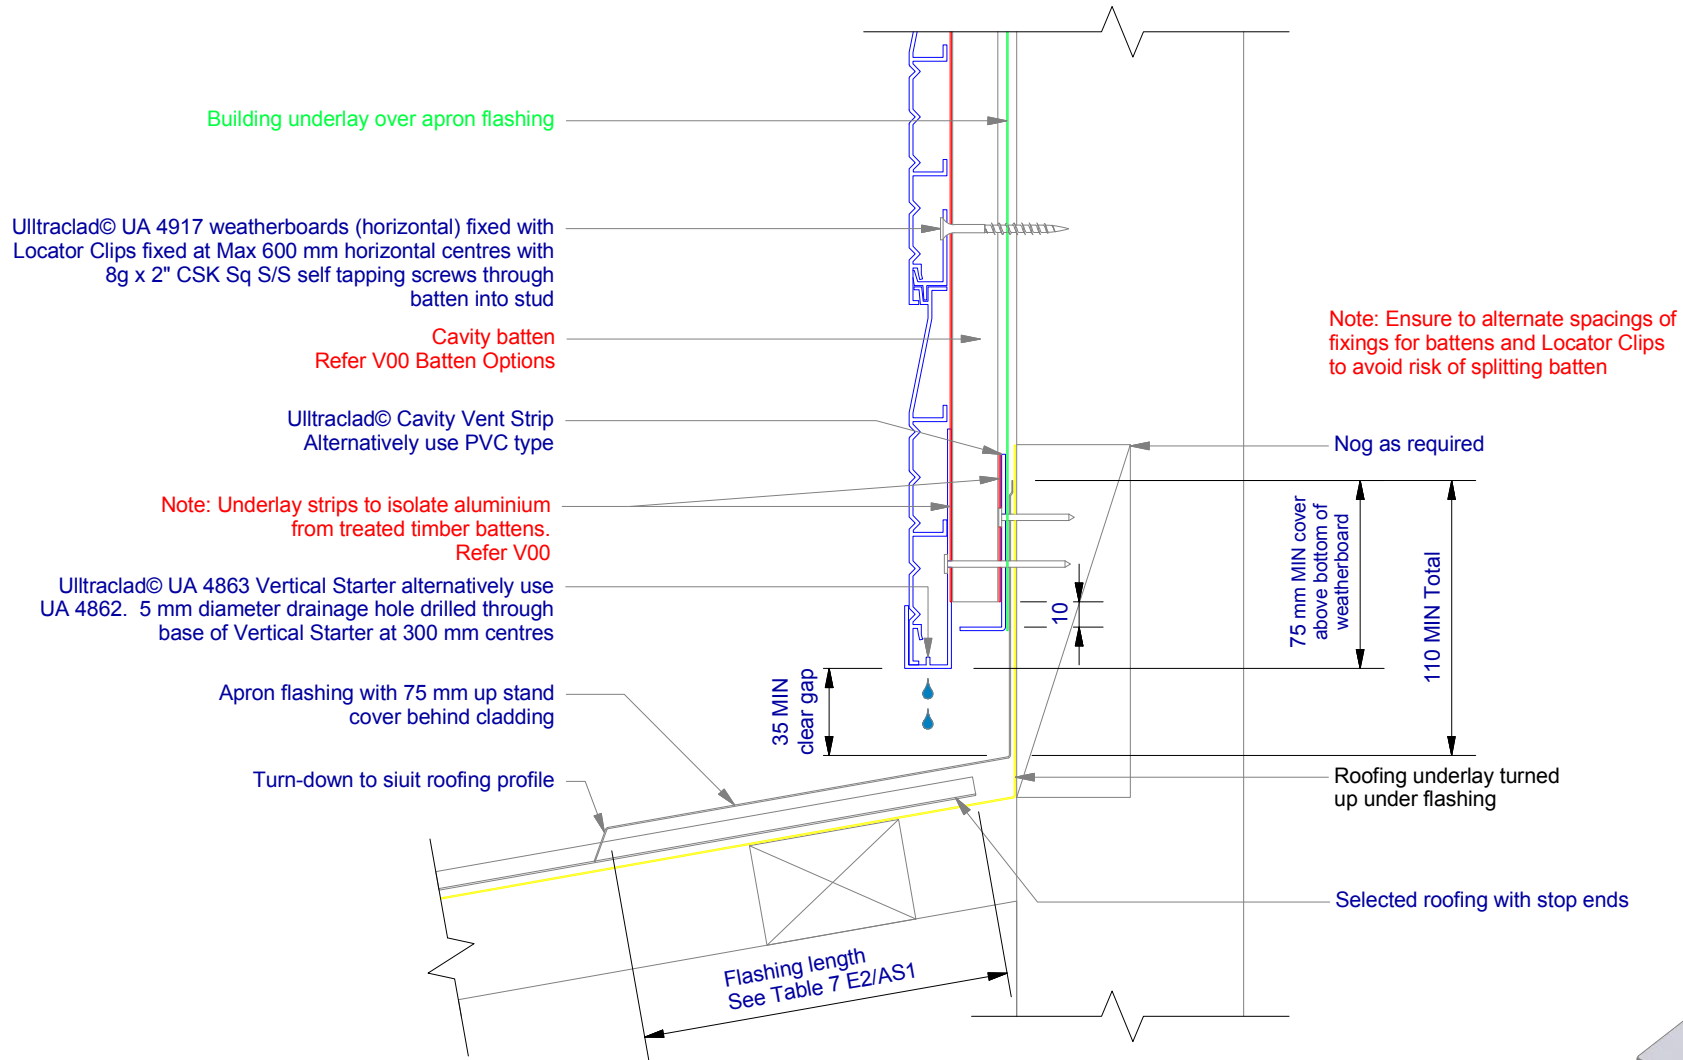 Building underlay over apron flashing
Ulltraclad© UA 4917 weatherboards (horizontal) fixed with
Locator Clips fixed at Max 600 mm horizontal centres with
8g x 2" CSK Sq S/S self tapping screws through
batten into stud
Cavity batten
Refer V00 Batten Options
Ulltraclad© Cavity Vent Strip
Alternatively use PVC type
Note: Underlay strips to isolate aluminium
from treated timber battens.
Refer V00
Ulltraclad© UA 4863 Vertical Starter alternatively use
UA 4862.  5 mm diameter drainage hole drilled through
base of Vertical Starter at 300 mm centres
Apron flashing with 75 mm up stand
cover behind cladding
Turn-down to siuit roofing profile
35 MIN
clear gap
10
75 mm MIN cover
above bottom of
weatherboard
110 MIN Total
Note: Ensure to alternate spacings of
fixings for battens and Locator Clips
to avoid risk of splitting batten
Nog as required
Roofing underlay turned
up under flashing
Selected roofing with stop ends
Flashing length
See Table 7 E2/AS1